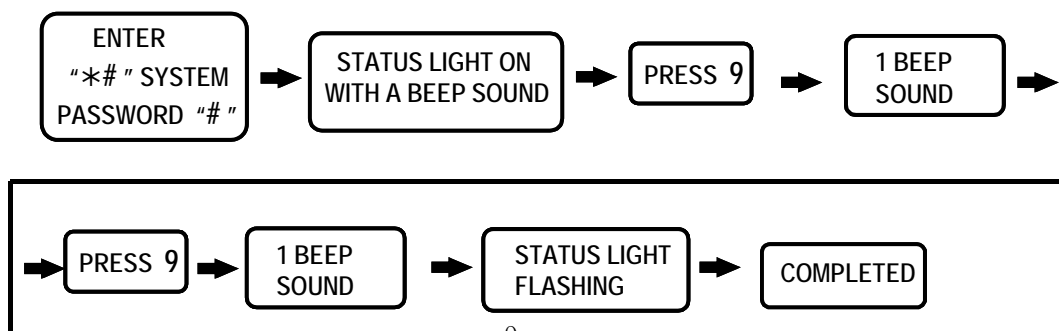 ENTER
"*#" SYSTEM
PASSWORD "#"
STATUS LIGHT ON
WITH A BEEP SOUND
PRESS 9
1 BEEP
SOUND
PRESS 9
1 BEEP
SOUND
STATUS LIGHT
FLASHING
COMPLETED